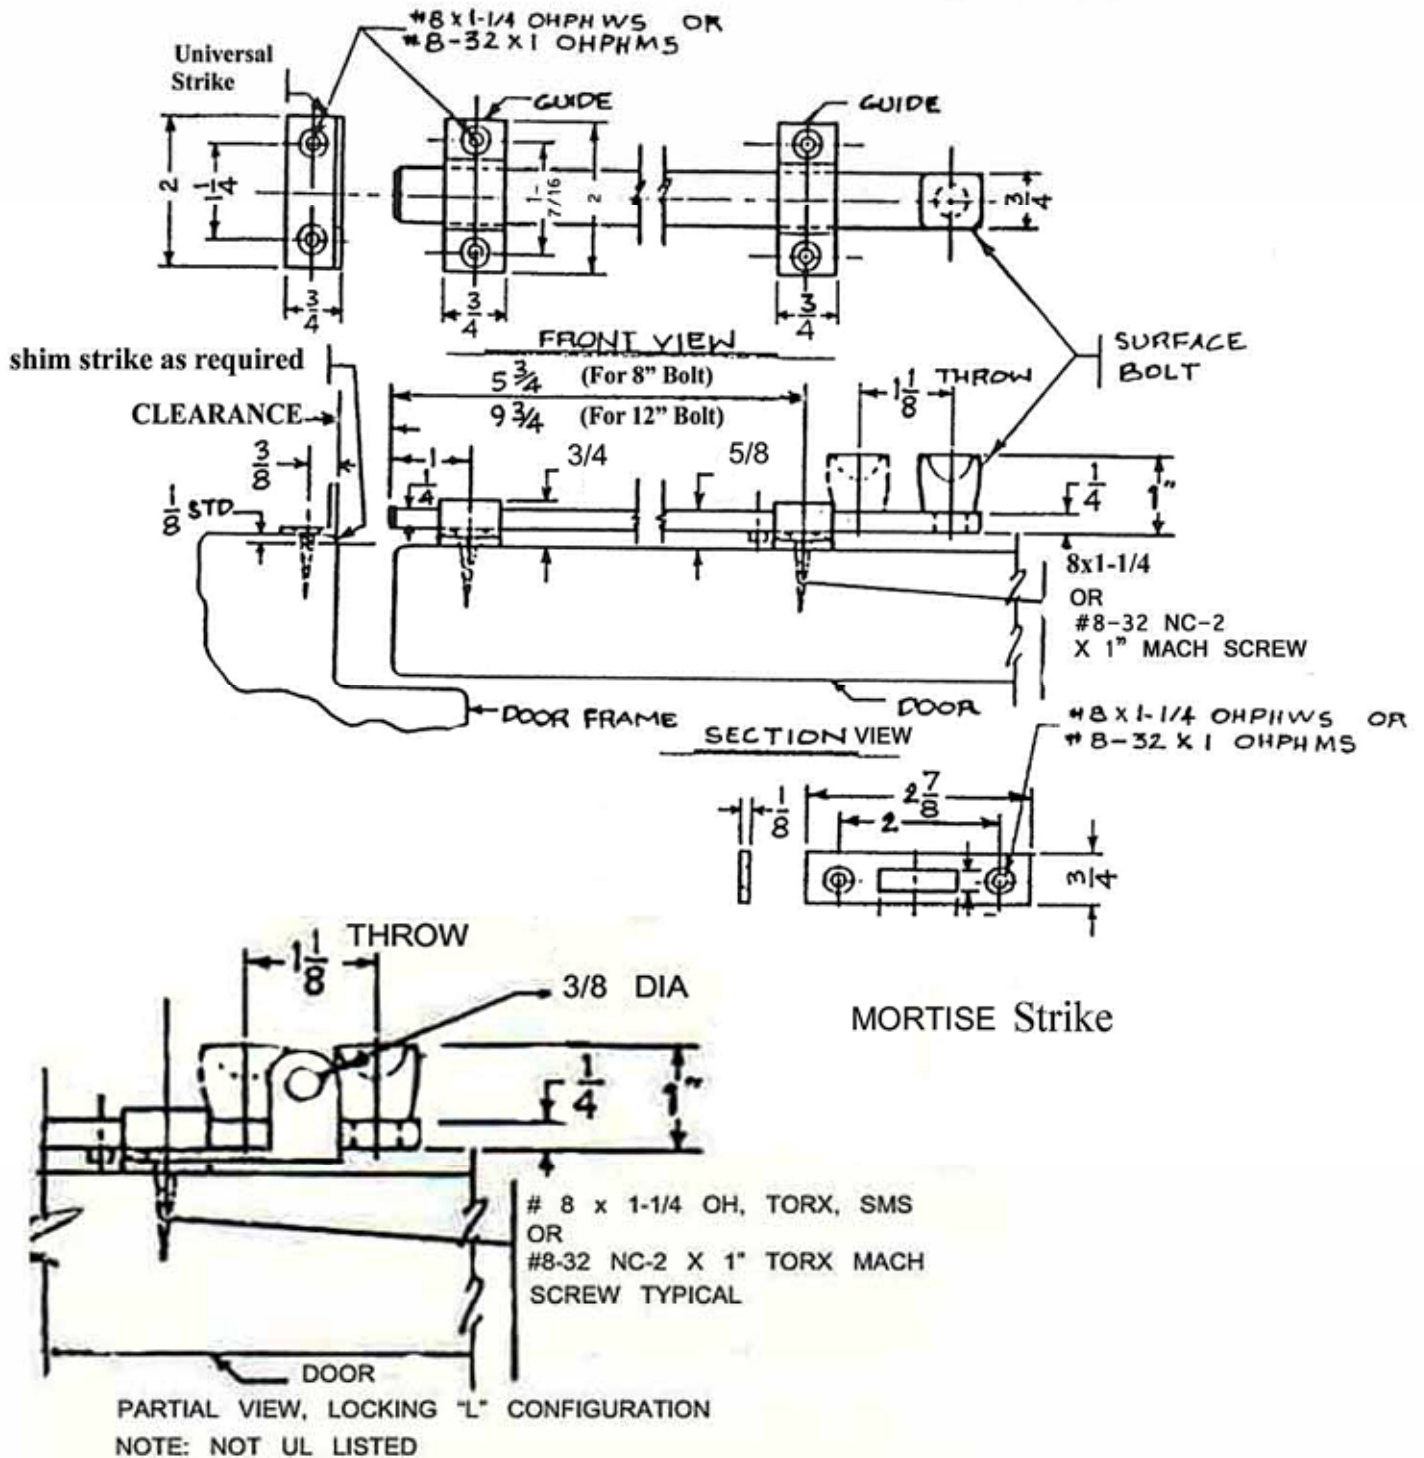 #8 x 1-1/4 OHPHWS OR
#8-32 X 1 OHPHMS
Universal
Strike
GUIDE
GUIDE
2
1 1/4
1-7/16
2
3/4
3/4
3/4
3/4
FRONT VIEW
SURFACE
BOLT
shim strike as required
5 3/4 (For 8" Bolt)
THROW
1 1/8
CLEARANCE
9 3/4 (For 12" Bolt)
3/8
1
3/4
5/8
1/4
1/4
1"
1/8 STD
8x1-1/4
OR
#8-32 NC-2
X 1" MACH SCREW
DOOR FRAME
DOOR
SECTION VIEW
#8 X 1-1/4 OHPHWS OR
#8-32 X 1 OHPHMS
1/8
2 7/8
2
3/4
MORTISE Strike
THROW
1 1/8
3/8 DIA
1/4
1"
# 8 x 1-1/4 OH, TORX, SMS
OR
#8-32 NC-2 X 1" TORX MACH
SCREW TYPICAL
DOOR
PARTIAL VIEW, LOCKING "L" CONFIGURATION
NOTE: NOT UL LISTED